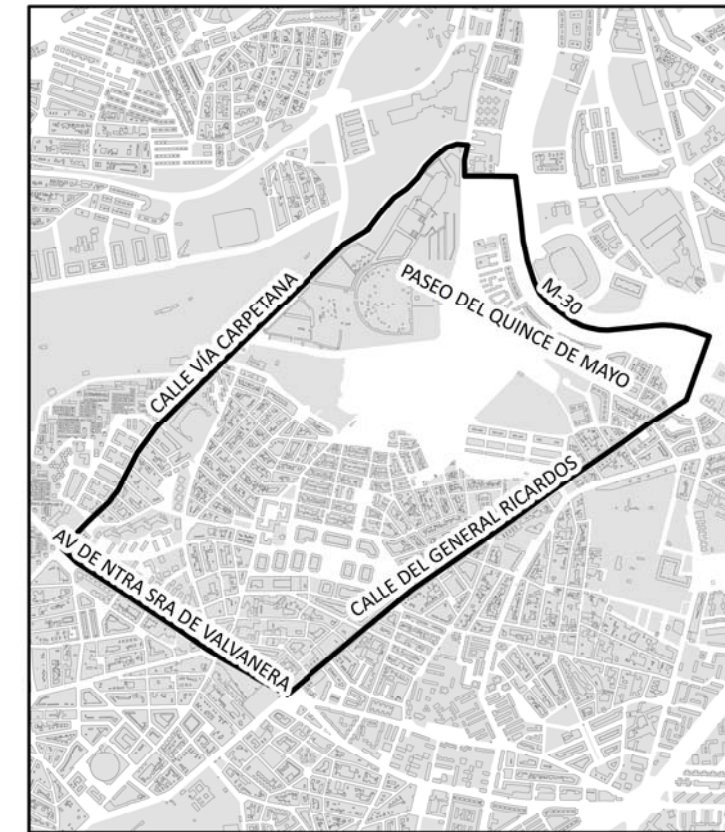 M-30
PASEO DEL QUINCE DE MAYO
CALLE VÍA CARPETANA
CALLE DEL GENERAL RICARDOS
AV DE NTRA SRA DE VALVANERA